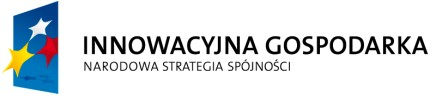 INNOWACYJNA GOSPODARKA
NARODOWA STRATEGIA SPÓJNOŚCI